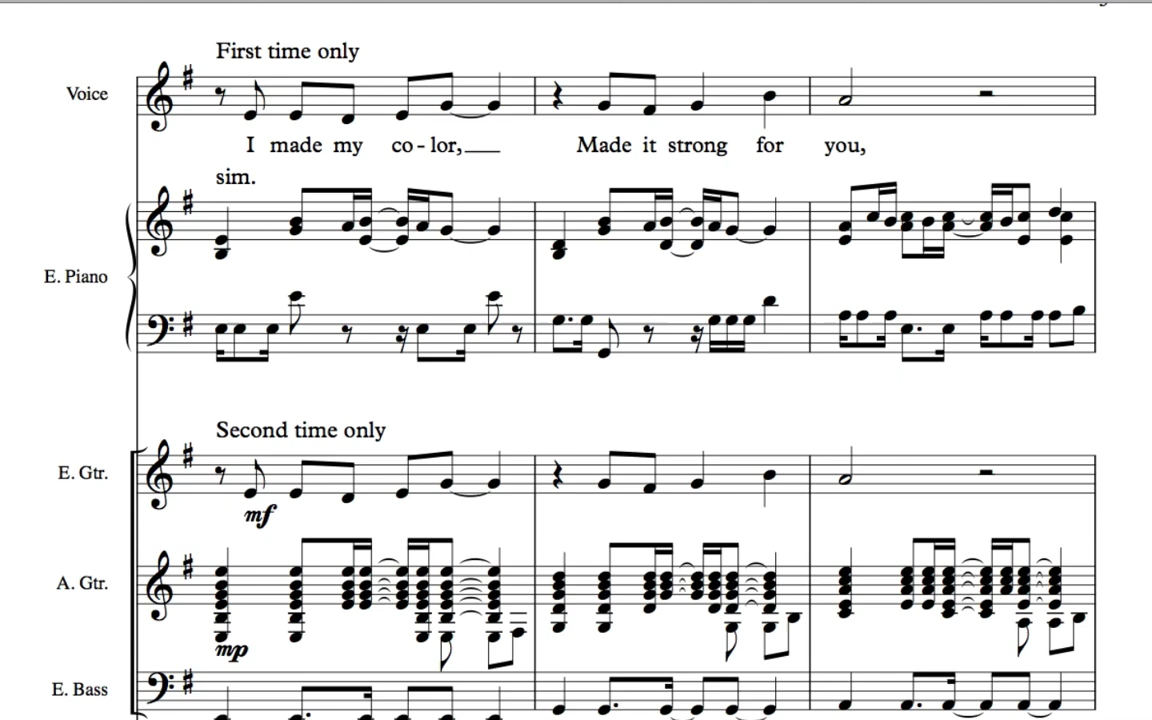 First time only
Voice
I made my co - lor, Made it strong for you,
sim.
E. Piano
Second time only
E. Gtr.
mf
A. Gtr.
mp
E. Bass